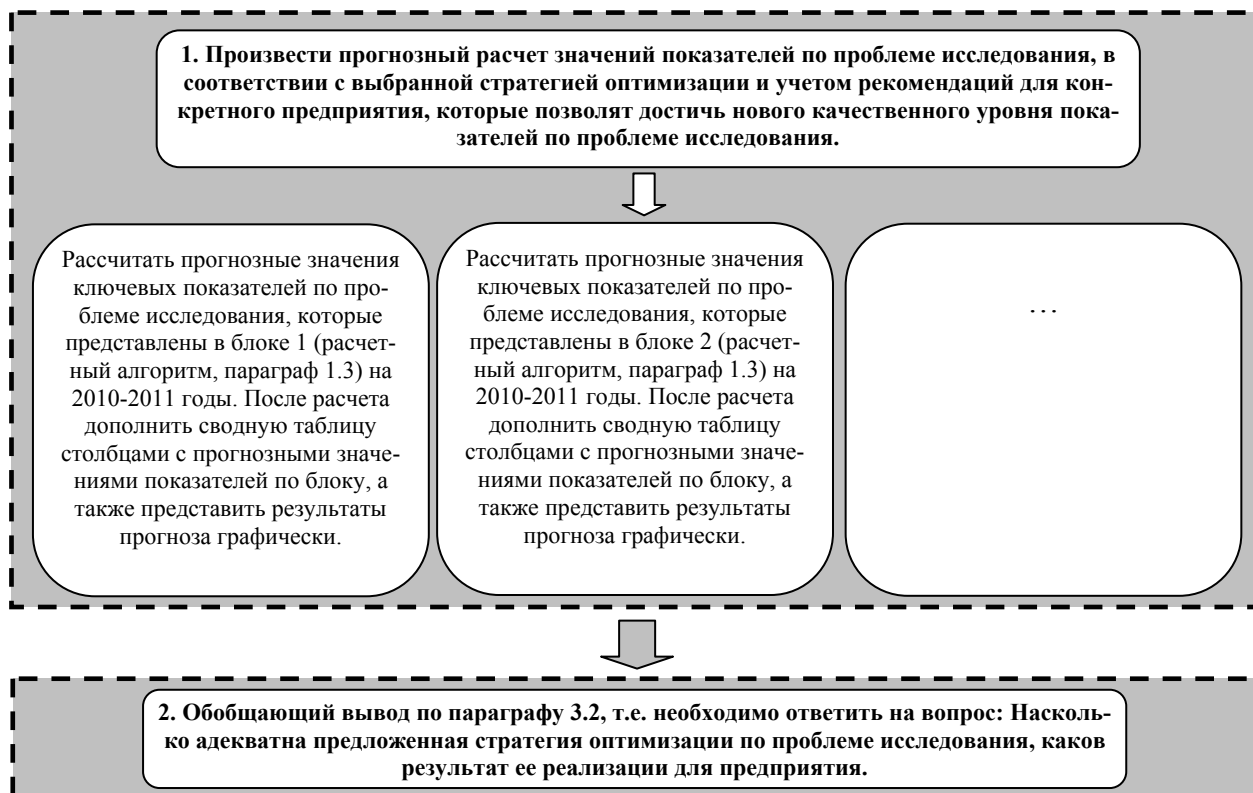 1. Произвести прогнозный расчет значений показателей по проблеме исследования, в
соответствии с выбранной стратегией оптимизации и учетом рекомендаций для кон-
кретного предприятия, которые позволят достичь нового качественного уровня пока-
зателей по проблеме исследования.
Рассчитать прогнозные значения
ключевых показателей по про-
блеме исследования, которые
представлены в блоке 1 (расчет-
ный алгоритм, параграф 1.3) на
2010-2011 годы. После расчета
дополнить сводную таблицу
столбцами с прогнозными значе-
ниями показателей по блоку, а
также представить результаты
прогноза графически.
Рассчитать прогнозные значения
ключевых показателей по про-
блеме исследования, которые
представлены в блоке 2 (расчет-
ный алгоритм, параграф 1.3) на
2010-2011 годы. После расчета
дополнить сводную таблицу
столбцами с прогнозными значе-
ниями показателей по блоку, а
также представить результаты
прогноза графически.
…
2. Обобщающий вывод по параграфу 3.2, т.е. необходимо ответить на вопрос: Насколь-
ко адекватна предложенная стратегия оптимизации по проблеме исследования, каков
результат ее реализации для предприятия.